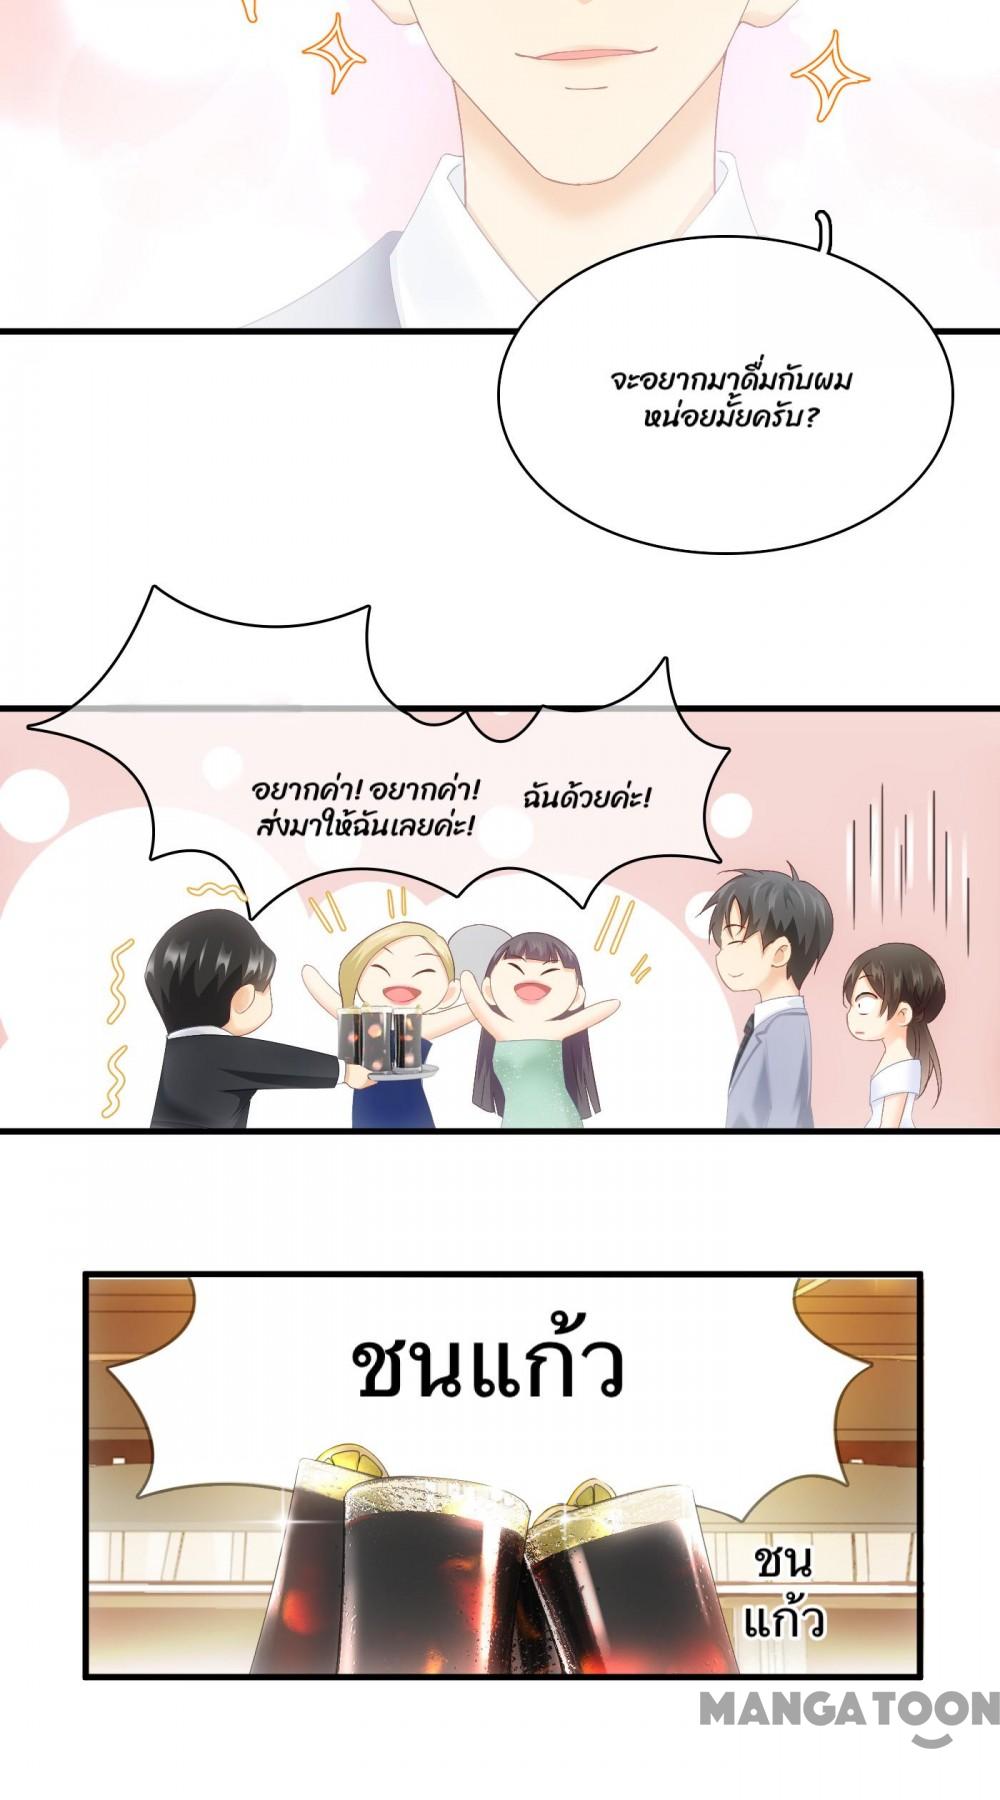 จะอยากมาดื่มกับผม
หน่อยมั้ยครับ?
อยากค่า! อยากค่า!
ส่งมาให้ฉันเลยค่ะ!
ฉันด้วยค่ะ!
ชนแก้ว
ชน
แก้ว
MANGATOON